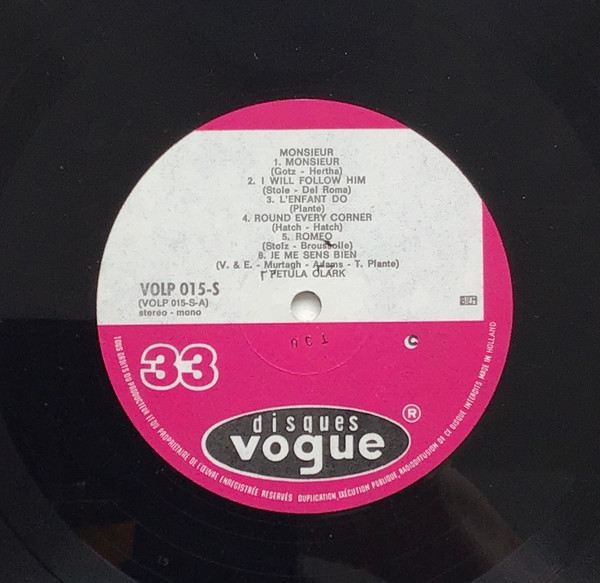 MONSIEUR
1. MONSIEUR
(Gotz - Hertha)
2. I WILL FOLLOW HIM
(Stole - Del Roma)
3. L'ENFANT DO
(Plante)
4. ROUND EVERY CORNER
(Hatch - Hatch)
5. ROMEO
(Stolz - Broussolle)
6. JE ME SENS BIEN
(V. & E. - Murtagh - Adams - T. Plante)
PETULA CLARK
VOLP 015-S
(VOLP 015-S-A)
stereo - mono
BIEM
33
disques
vogue
®
TOUS DROITS DU PRODUCTEUR ET DU PROPRIETAIRE DE L'ŒUVRE ENREGISTRÉE RESERVÉS DUPLICATION, EXÉCUTION PUBLIQUE, RADIODIFFUSION DE CE DISQUE INTERDITS MADE IN HOLLAND